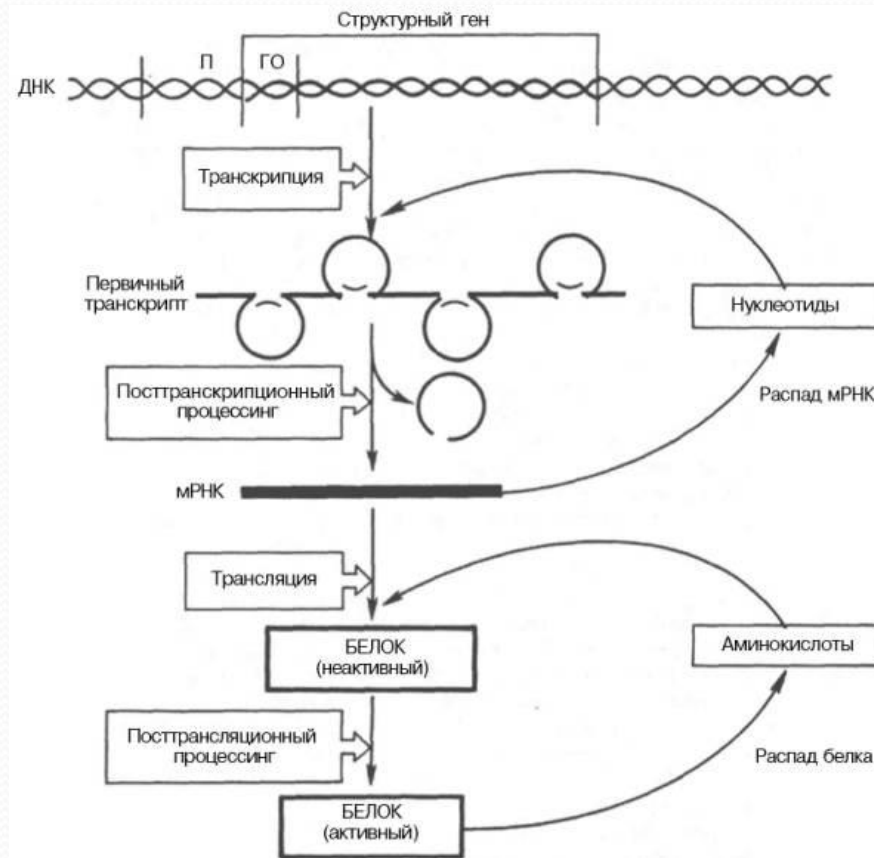 Структурный ген
П
ГО
ДНК
Транскрипция
Первичный
транскрипт
Нуклеотиды
Посттранскрипционный
процессинг
Распад мРНК
мРНК
Трансляция
БЕЛОК
(неактивный)
Аминокислоты
Посттрансляционный
процессинг
Распад белка
БЕЛОК
(активный)